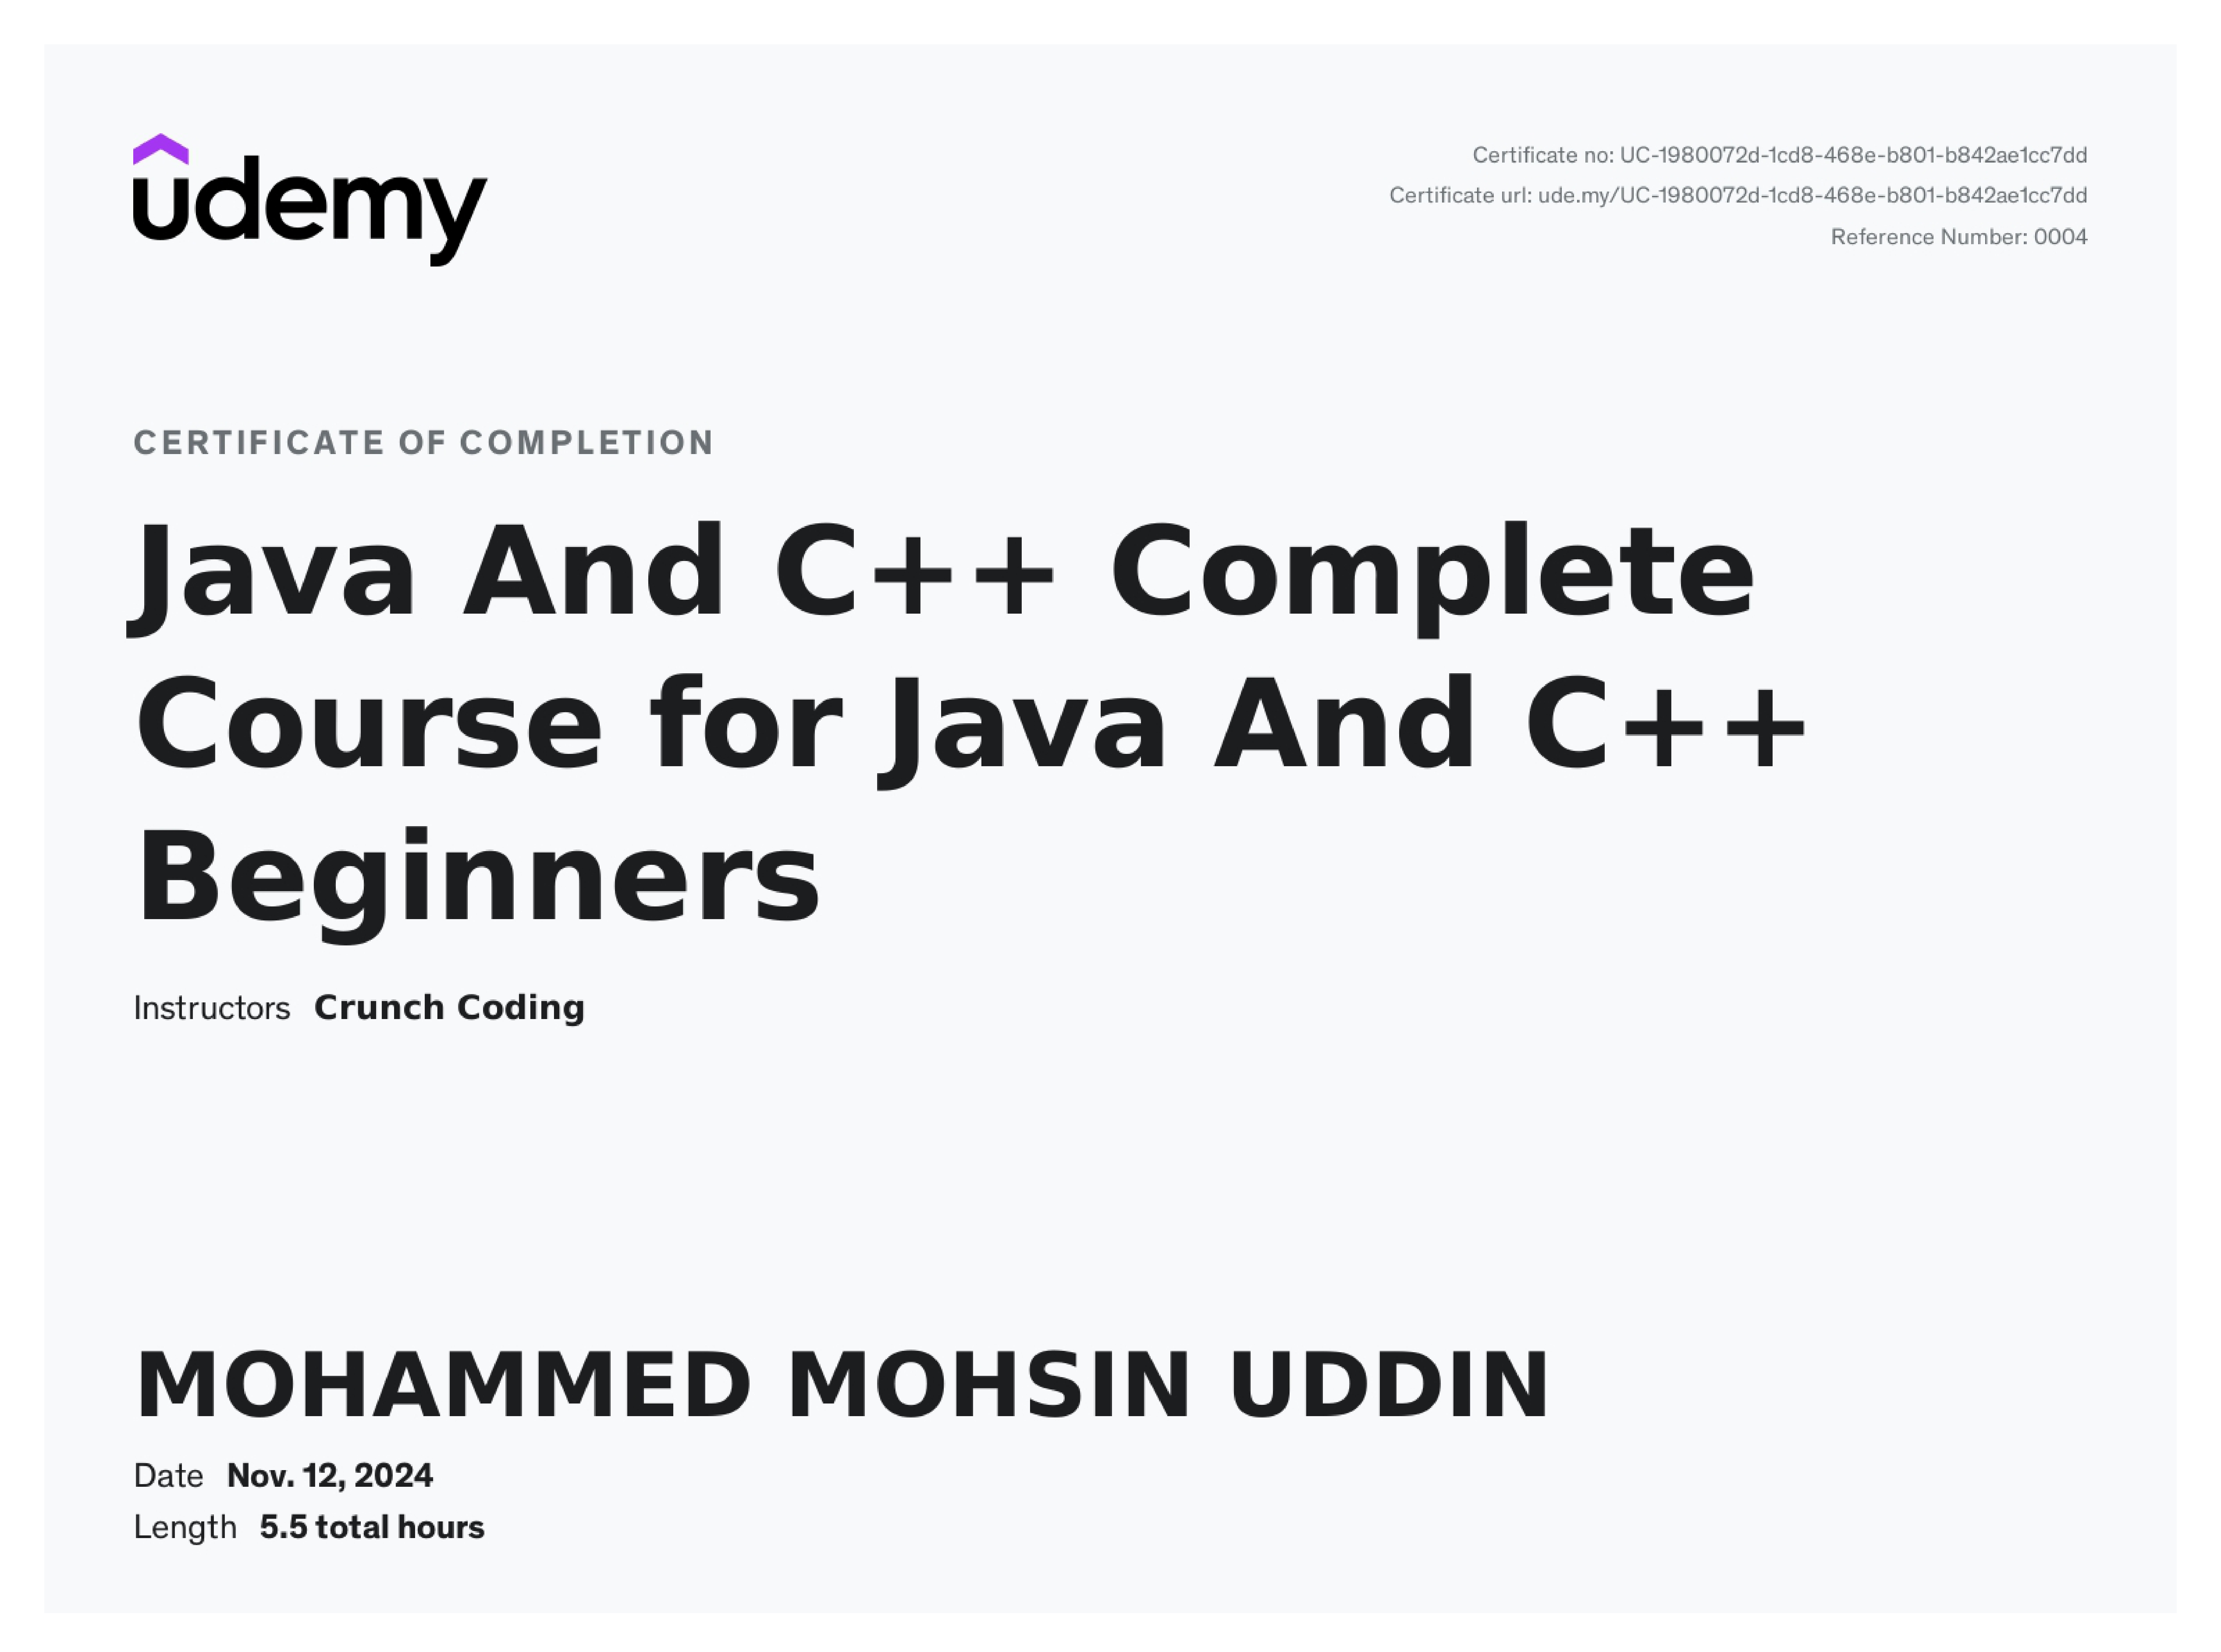 udemy
Certificate no: UC-1980072d-1cd8-468e-b801-b842ae1cc7dd
Certificate url: ude.my/UC-1980072d-1cd8-468e-b801-b842ae1cc7dd
Reference Number: 0004
CERTIFICATE OF COMPLETION
Java And C++ Complete
Course for Java And C++
Beginners
Instructors Crunch Coding
MOHAMMED MOHSIN UDDIN
Date Nov. 12, 2024
Length 5.5 total hours